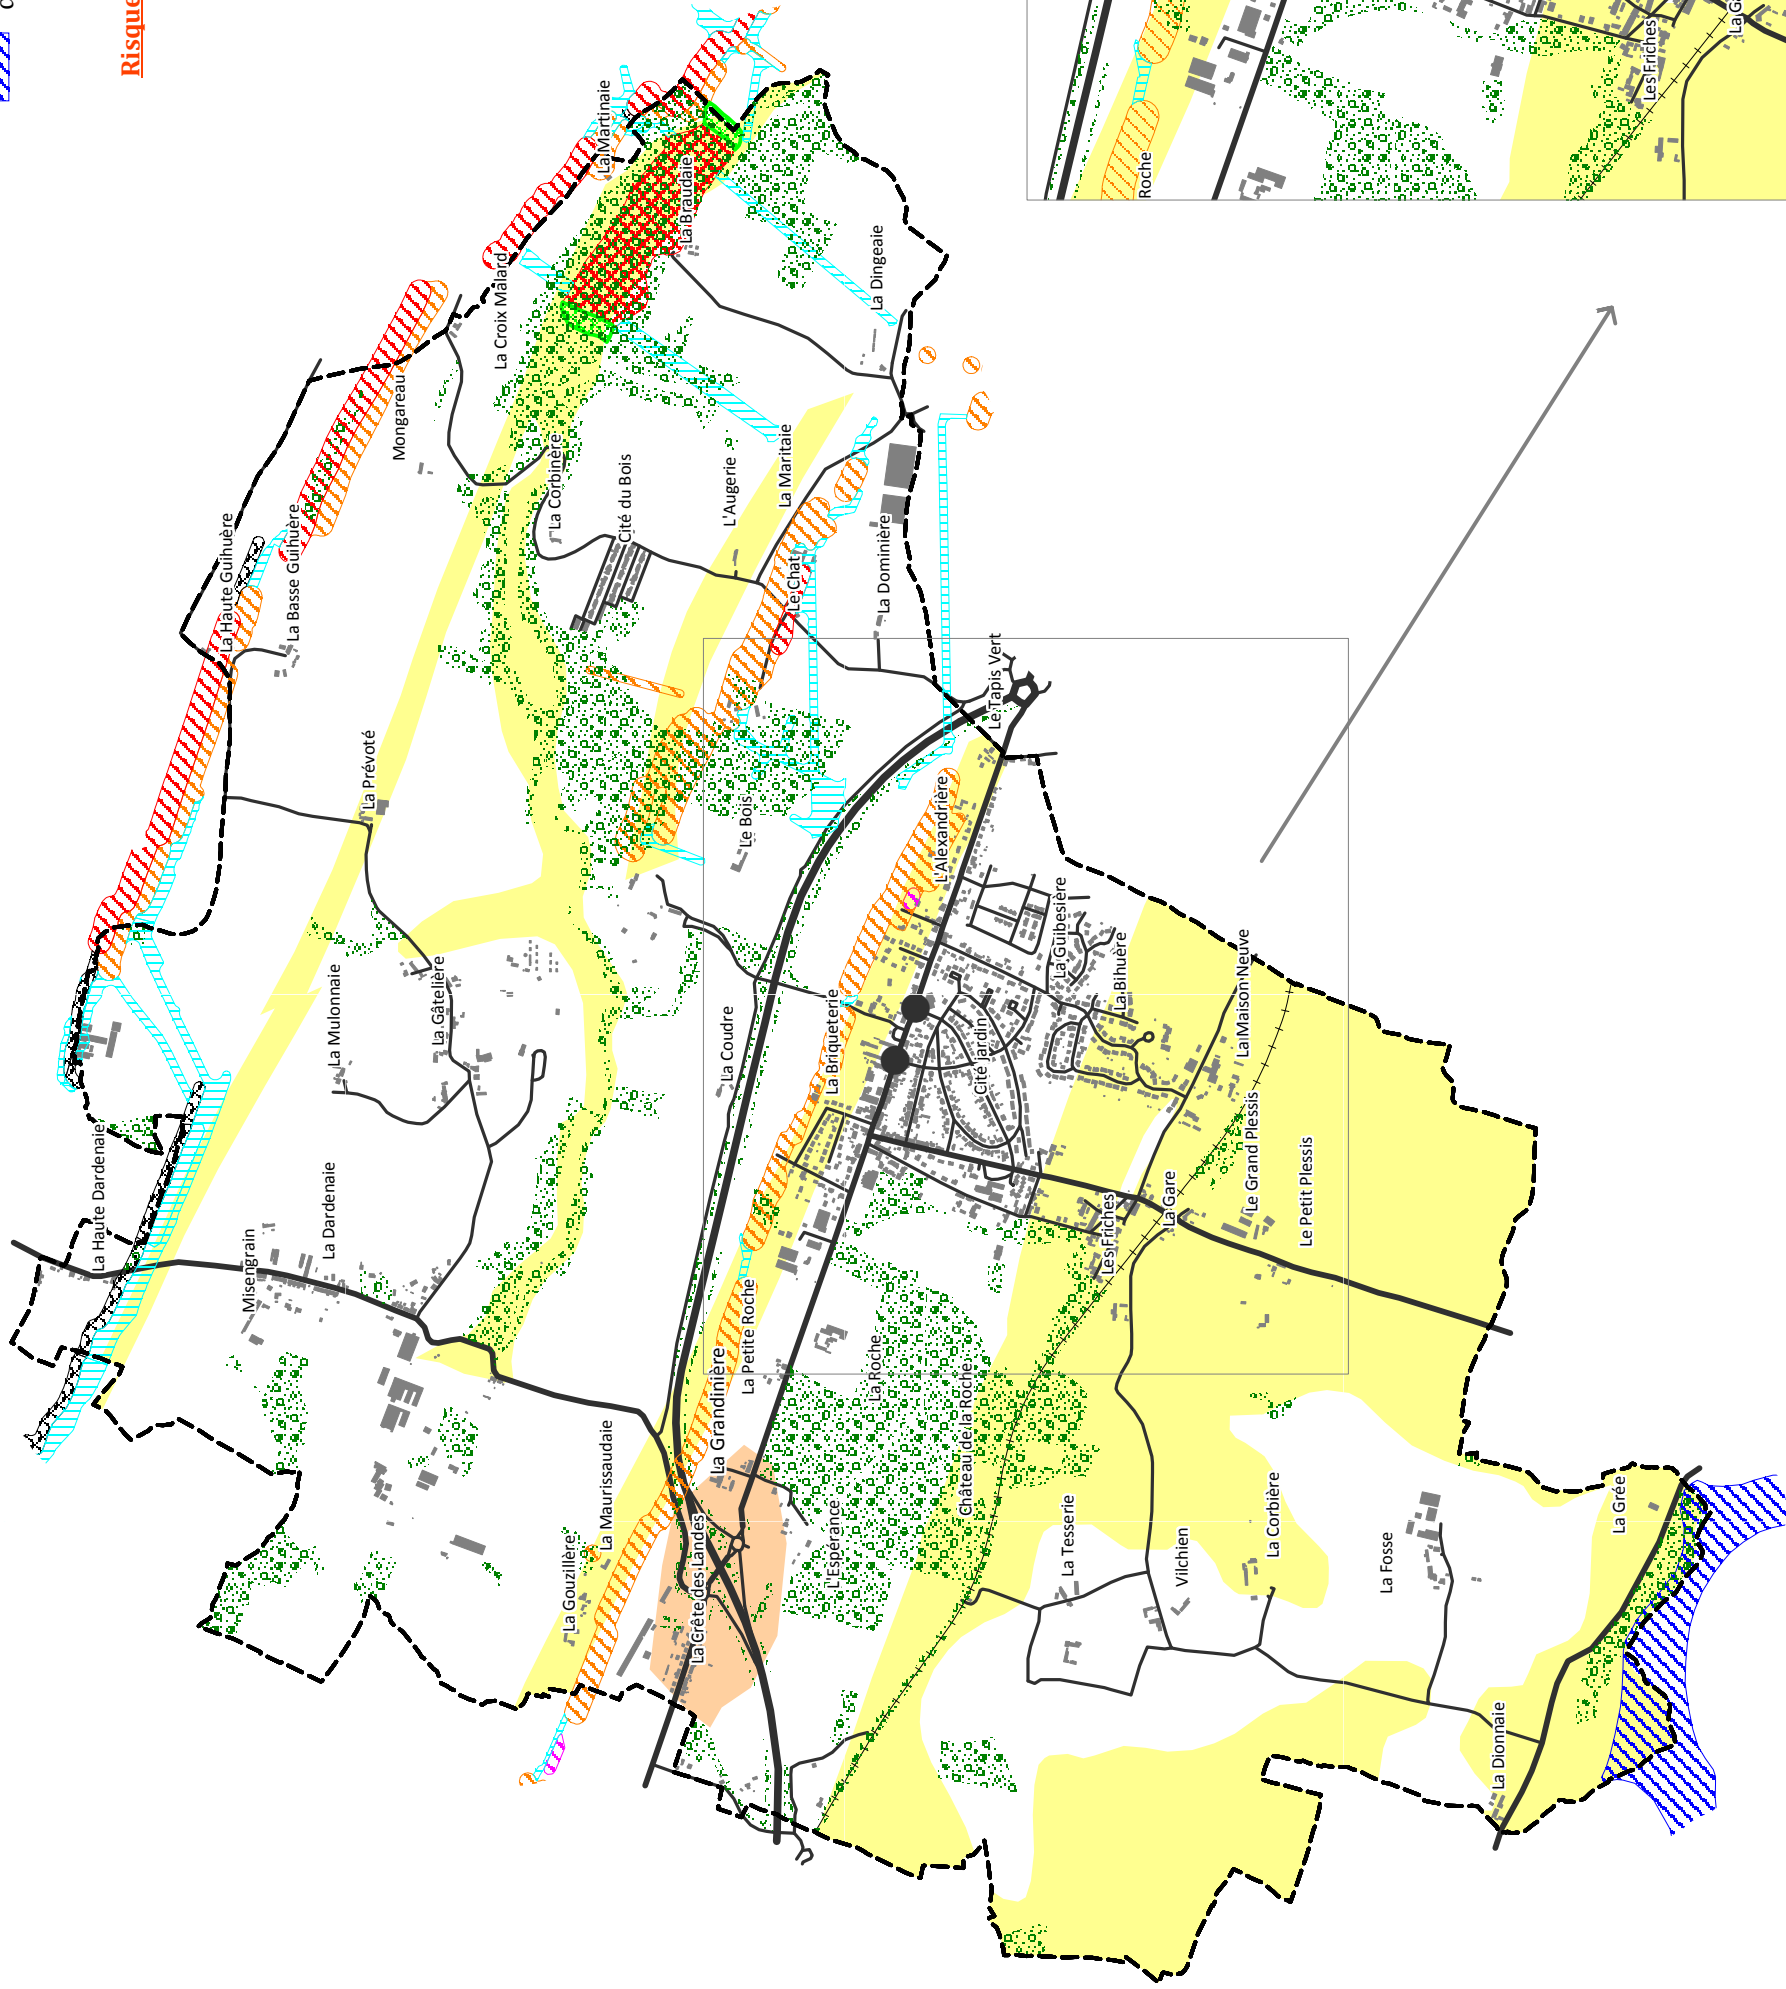 Risque
La Martinaie
La Braudaie
La Croix Malard
La Dingeaie
Mongareau
La Corbinère
Cité du Bois
L'Augerie
La Maritaie
La Haute Guihuère
La Basse Guihuère
Le Chat
La Dominière
Le Tapis Vert
La Prévoté
Le Bois
L'Alexandrière
La Guibesière
La Bihuère
La Maison Neuve
La Mulonnaie
La Gâtelière
La Coudre
La Briqueterie
Cité Jardin
La Haute Dardenaie
La Dardenaie
Misengrain
Le Grand Plessis
Le Petit Plessis
La Gare
Les Friches
La Petite Roche
La Grandinière
La Roche
Château de la Roche
La Maurissaudaie
La Gouzilière
La Crête des Landes
L'Espérance
La Tesserie
Vilchien
La Corbière
La Fosse
La Grée
La Dionnaie
Roche
Les Friches
La Ga